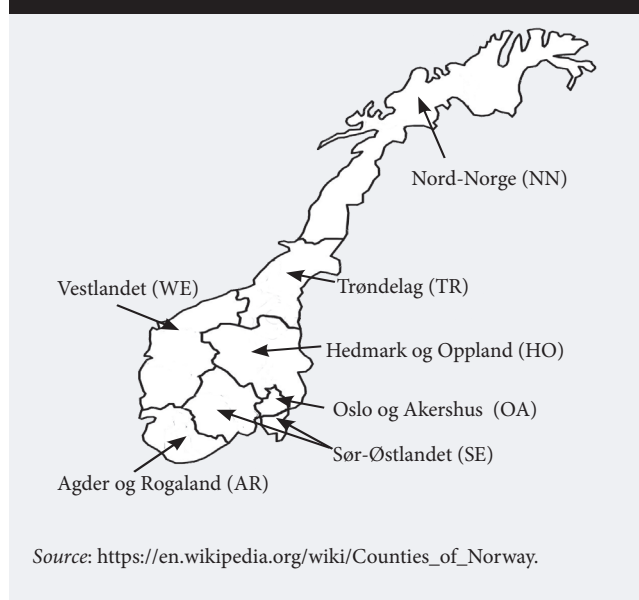 Nord-Norge (NN)
Vestlandet (WE)
Trøndelag (TR)
Hedmark og Oppland (HO)
Oslo og Akershus (OA)
Sør-Østlandet (SE)
Agder og Rogaland (AR)
Source: https://en.wikipedia.org/wiki/Counties_of_Norway.